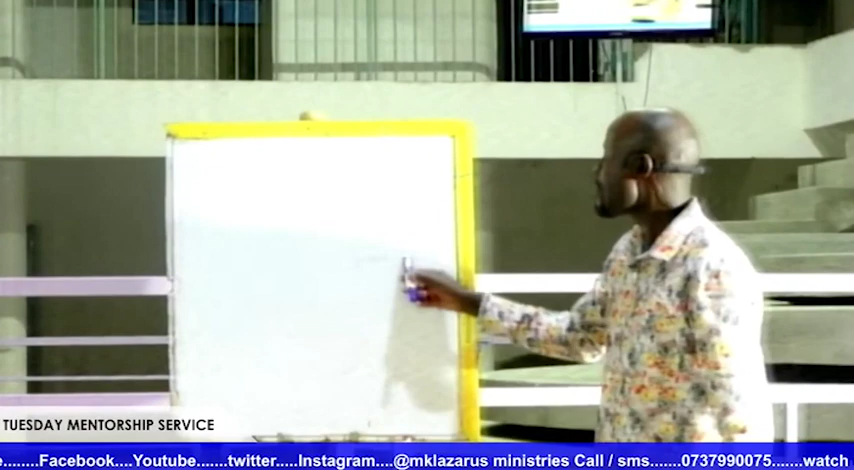 TUESDAY MENTORSHIP SERVICE
e........Facebook....Youtube.......twitter.....Instagram....@mklazarus ministries Call / sms.......0737990075......watch